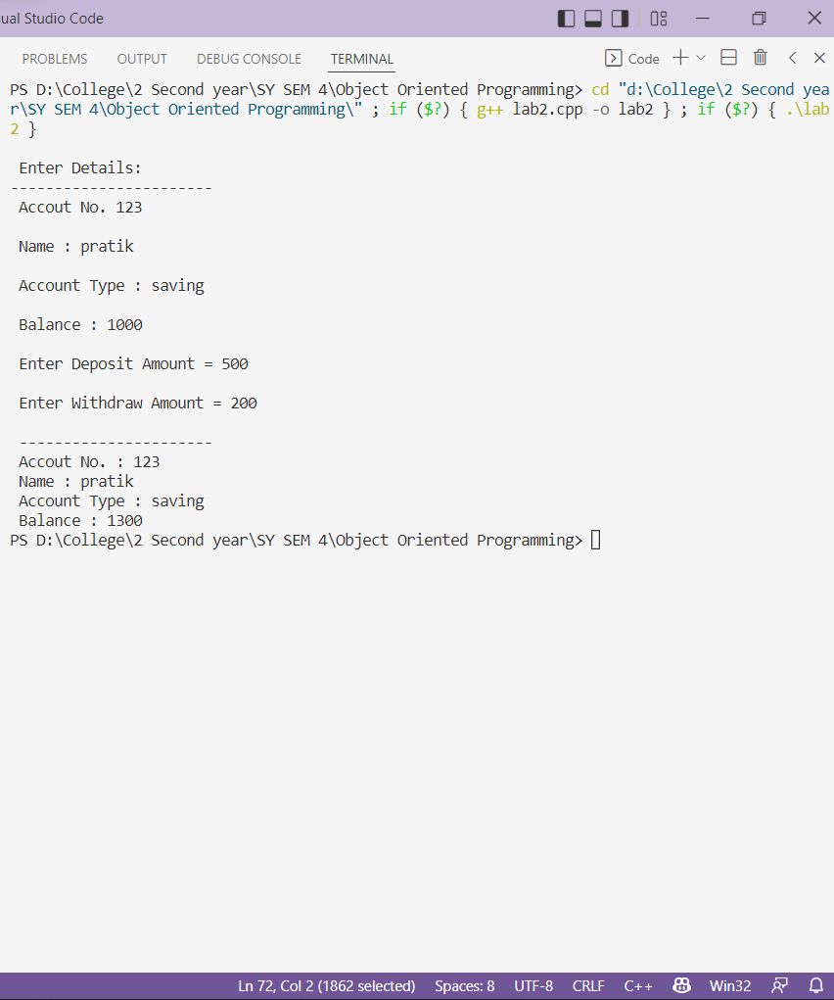 ual Studio Code
PROBLEMS OUTPUT DEBUG CONSOLE TERMINAL Code
PS D:\College\2 Second year\SY SEM 4\Object Oriented Programming> cd "d:\College\2 Second yea
r\SY SEM 4\Object Oriented Programming\" ; if ($?) { g++ lab2.cpp -o lab2 } ; if ($?) { .\lab
2 }
Enter Details:
-----------------------
Accout No. 123
Name : pratik
Account Type : saving
Balance : 1000
Enter Deposit Amount = 500
Enter Withdraw Amount = 200
----------------------
Accout No. : 123
Name : pratik
Account Type : saving
Balance : 1300
PS D:\College\2 Second year\SY SEM 4\Object Oriented Programming>
Ln 72, Col 2 (1862 selected) Spaces: 8 UTF-8 CRLF C++ Win32